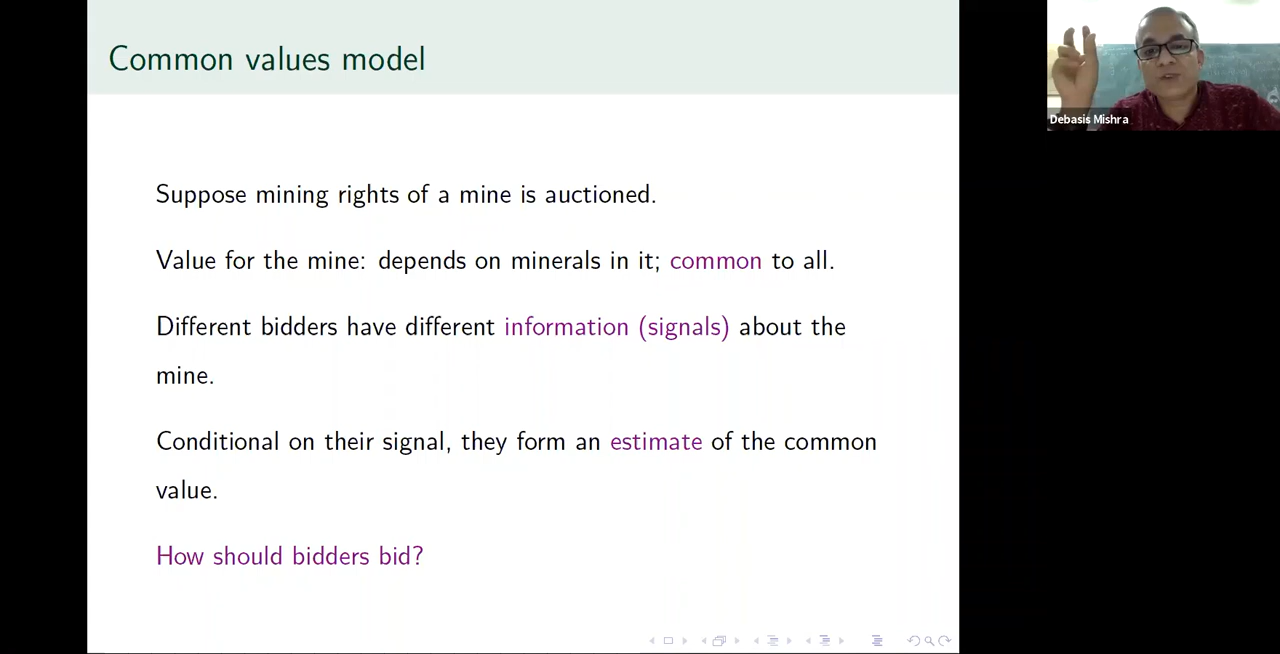 Common values model
Suppose mining rights of a mine is auctioned.
Value for the mine: depends on minerals in it; common to all.
Different bidders have different information (signals) about the
mine.
Conditional on their signal, they form an estimate of the common
value.
How should bidders bid?
Debasis Mishra